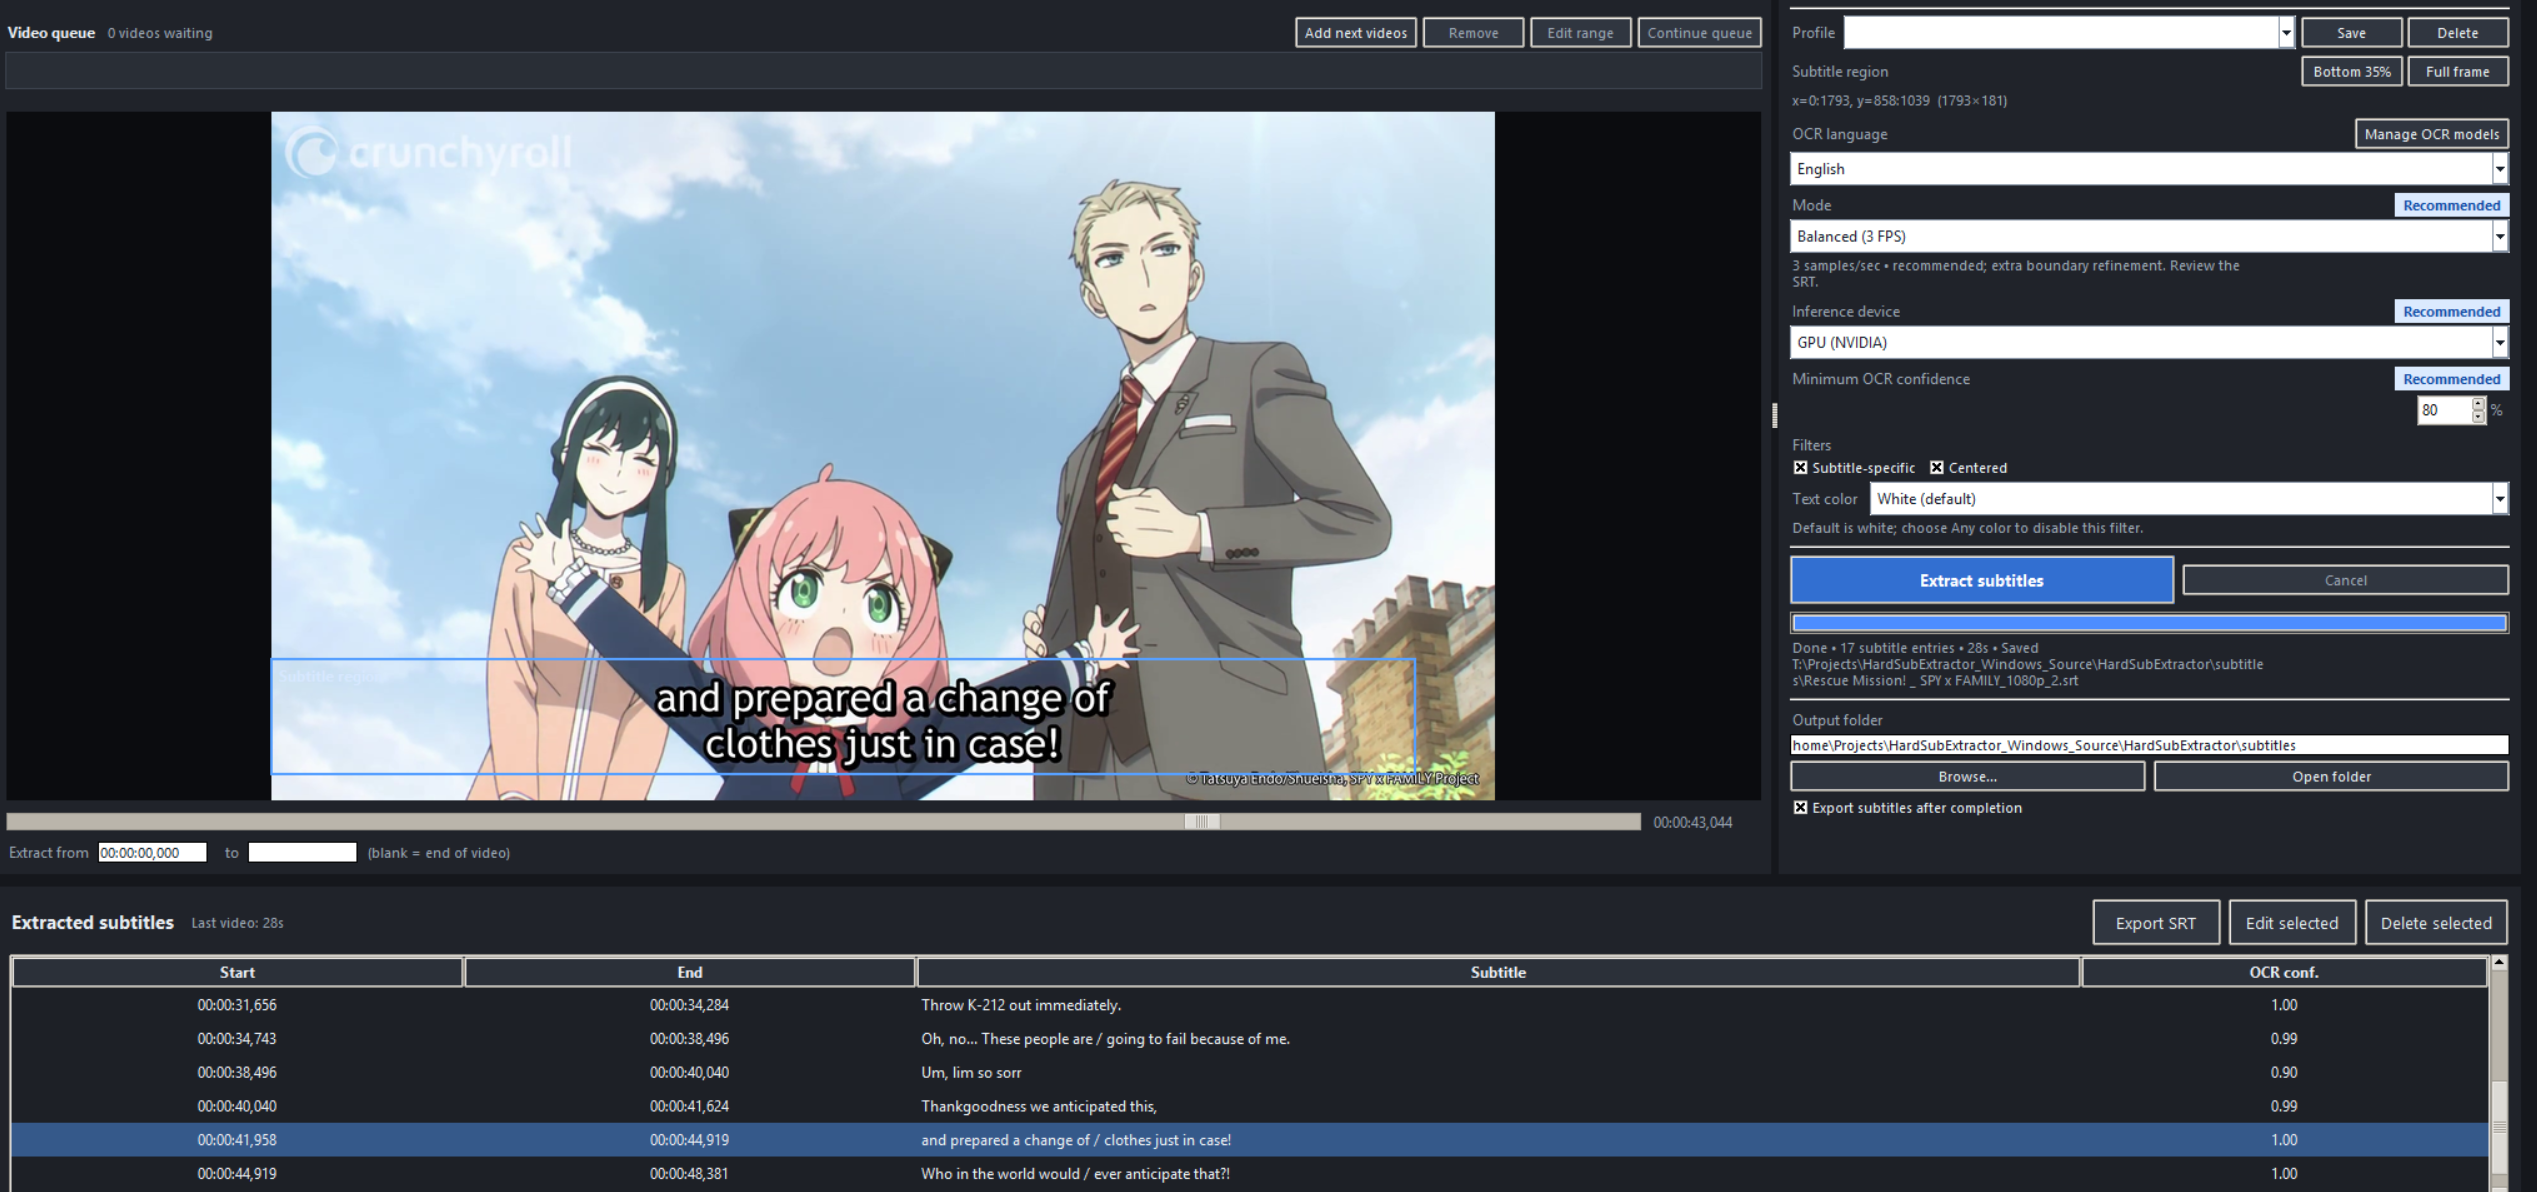 Video queue 0 videos waiting
Add next videos Remove Edit range Continue queue
crunchyroll
Subtitle region
and prepared a change of
clothes just in case!
©Tatsuya Endo/Shueisha, SPY x FAMILY Project
00:00:43,044
Extract from 00:00:00,000 to (blank = end of video)
Profile Save Delete
Subtitle region Bottom 35% Full frame
x=0:1793, y=858:1039 (1793×181)
OCR language Manage OCR models
English
Mode Recommended
Balanced (3 FPS)
3 samples/sec • recommended; extra boundary refinement. Review the
SRT.
Inference device Recommended
GPU (NVIDIA)
Minimum OCR confidence Recommended
80 %
Filters
Subtitle-specific Centered
Text color White (default)
Default is white; choose Any color to disable this filter.
Extract subtitles Cancel
Done • 17 subtitle entries • 28s • Saved
T:\Projects\HardSubExtractor_Windows_Source\HardSubExtractor\subtitle
s\Rescue Mission! _ SPY x FAMILY_1080p_2.srt
Output folder
home\Projects\HardSubExtractor_Windows_Source\HardSubExtractor\subtitles
Browse... Open folder
Export subtitles after completion
Extracted subtitles Last video: 28s
Export SRT Edit selected Delete selected
Start End Subtitle OCR conf.
00:00:31,656 00:00:34,284 Throw K-212 out immediately. 1.00
00:00:34,743 00:00:38,496 Oh, no... These people are / going to fail because of me. 0.99
00:00:38,496 00:00:40,040 Um, lim so sorr 0.90
00:00:40,040 00:00:41,624 Thankgoodness we anticipated this, 0.99
00:00:41,958 00:00:44,919 and prepared a change of / clothes just in case! 1.00
00:00:44,919 00:00:48,381 Who in the world would / ever anticipate that?! 1.00